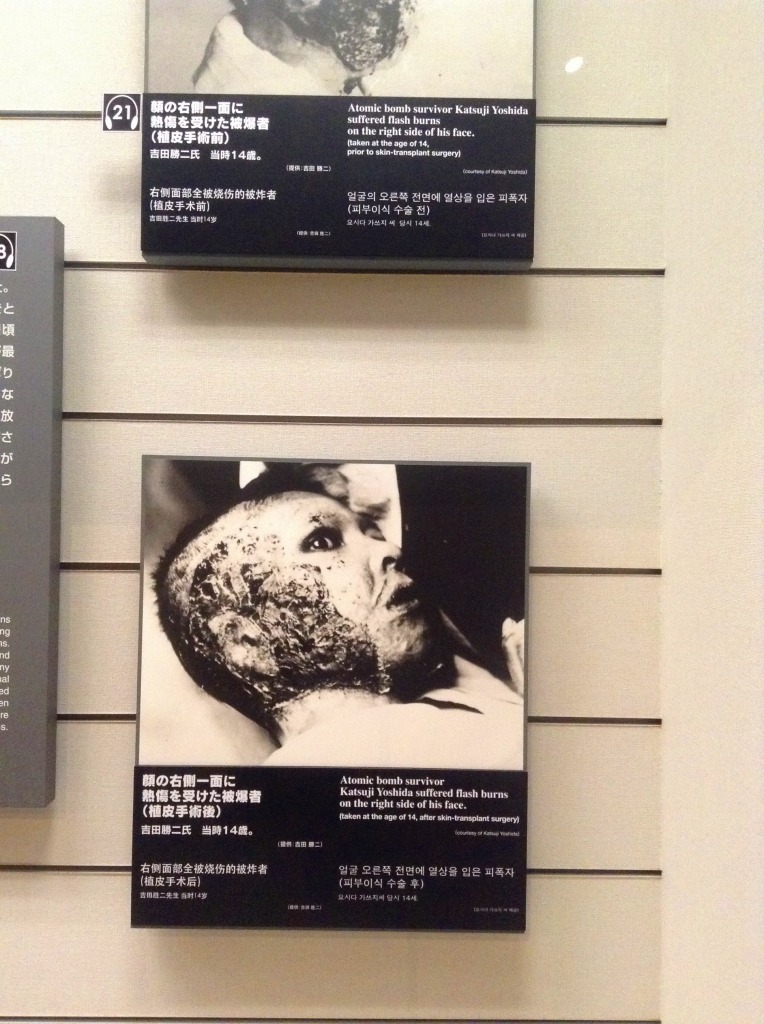 21
顔の右側一面に
熱傷を受けた被爆者
(植皮手術前)
吉田勝二氏 当時14歳。
(提供:吉田 勝二)
Atomic bomb survivor Katsuji Yoshida
suffered flash burns
on the right side of his face.
(taken at the age of 14,
prior to skin-transplant surgery)
(courtesy of Katsuji Yoshida)
右侧面部全被烧伤的被炸者
(植皮手术前)
吉田胜二先生 当时14岁
얼굴의 오른쪽 전면에 열상을 입은 피폭자
(피부이식 수술 전)
요시다 가쓰지 씨 당시 14세.
と
頃
最
り
な
放
さ
が
ら
顔の右側一面に
熱傷を受けた被爆者
(植皮手術後)
吉田勝二氏 当時14歳。
(提供:吉田 勝二)
Atomic bomb survivor
Katsuji Yoshida suffered flash burns
on the right side of his face.
(taken at the age of 14, after skin-transplant surgery)
(courtesy of Katsuji Yoshida)
右侧面部全被烧伤的被炸者
(植皮手术后)
吉田胜二先生 当时14岁
얼굴 오른쪽 전면에 열상을 입은 피폭자
(피부이식 수술 후)
요시다 가쓰지씨 당시 14세.